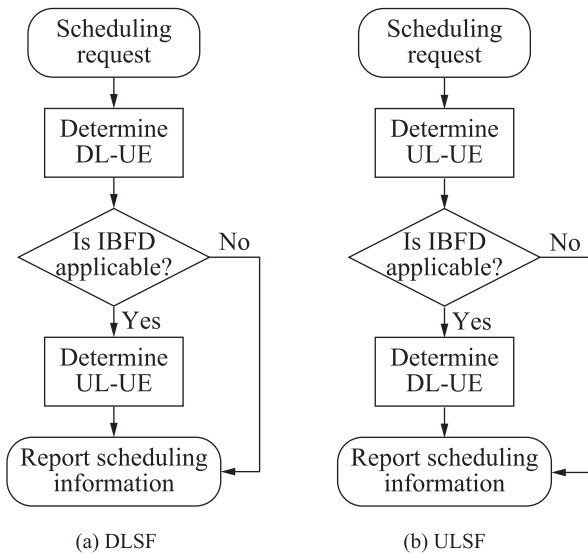 Scheduling
request
Determine
DL-UE
Is IBFD
applicable?
No
Yes
Determine
UL-UE
Report scheduling
information
(a) DLSF
Scheduling
request
Determine
UL-UE
Is IBFD
applicable?
No
Yes
Determine
DL-UE
Report scheduling
information
(b) ULSF